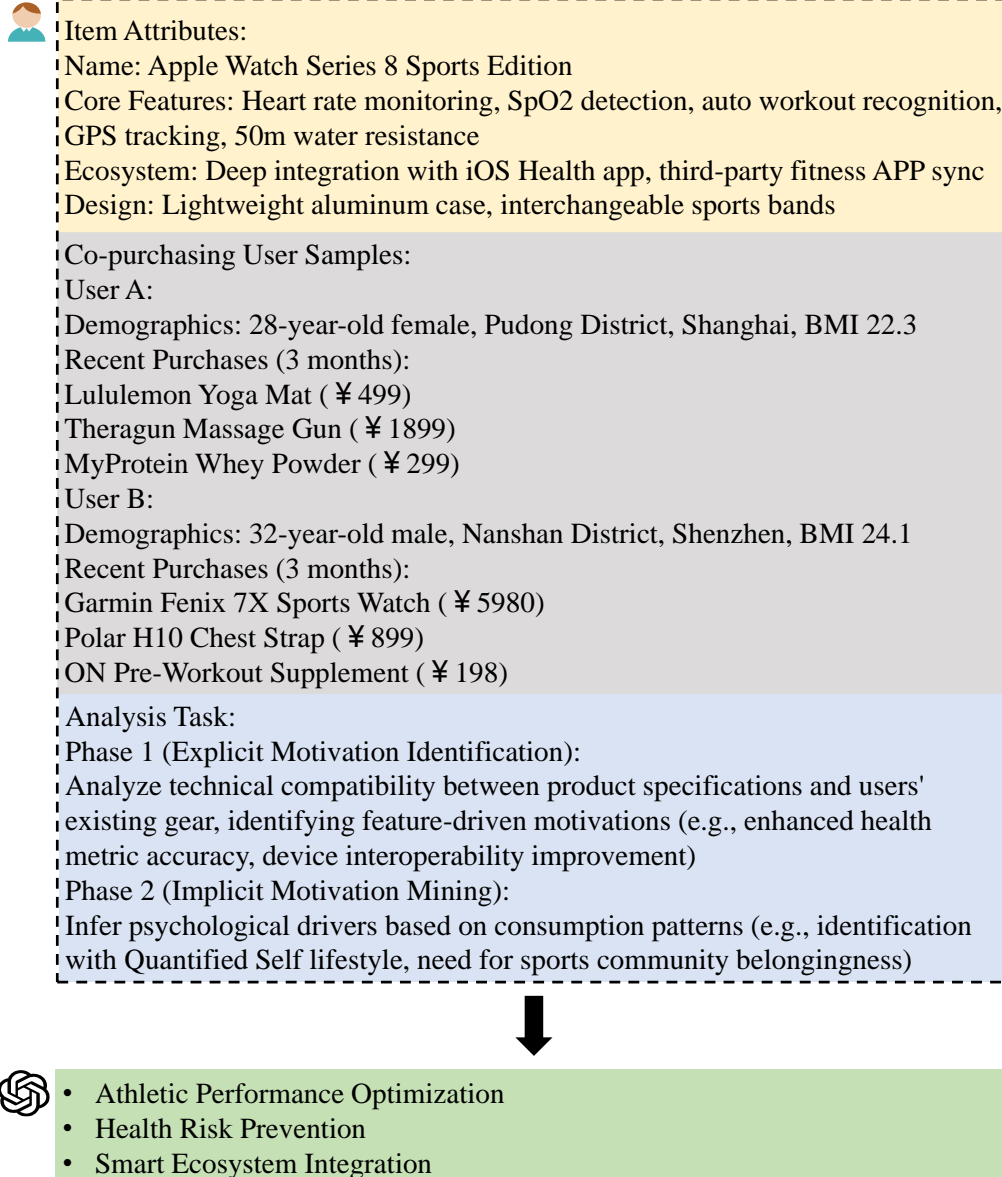 Item Attributes:
Name: Apple Watch Series 8 Sports Edition
Core Features: Heart rate monitoring, SpO2 detection, auto workout recognition,
GPS tracking, 50m water resistance
Ecosystem: Deep integration with iOS Health app, third-party fitness APP sync
Design: Lightweight aluminum case, interchangeable sports bands
Co-purchasing User Samples:
User A:
Demographics: 28-year-old female, Pudong District, Shanghai, BMI 22.3
Recent Purchases (3 months):
Lululemon Yoga Mat (¥499)
Theragun Massage Gun (¥1899)
MyProtein Whey Powder (¥299)
User B:
Demographics: 32-year-old male, Nanshan District, Shenzhen, BMI 24.1
Recent Purchases (3 months):
Garmin Fenix 7X Sports Watch (¥5980)
Polar H10 Chest Strap (¥899)
ON Pre-Workout Supplement (¥198)
Analysis Task:
Phase 1 (Explicit Motivation Identification):
Analyze technical compatibility between product specifications and users'
existing gear, identifying feature-driven motivations (e.g., enhanced health
metric accuracy, device interoperability improvement)
Phase 2 (Implicit Motivation Mining):
Infer psychological drivers based on consumption patterns (e.g., identification
with Quantified Self lifestyle, need for sports community belongingness)
• Athletic Performance Optimization
• Health Risk Prevention
• Smart Ecosystem Integration